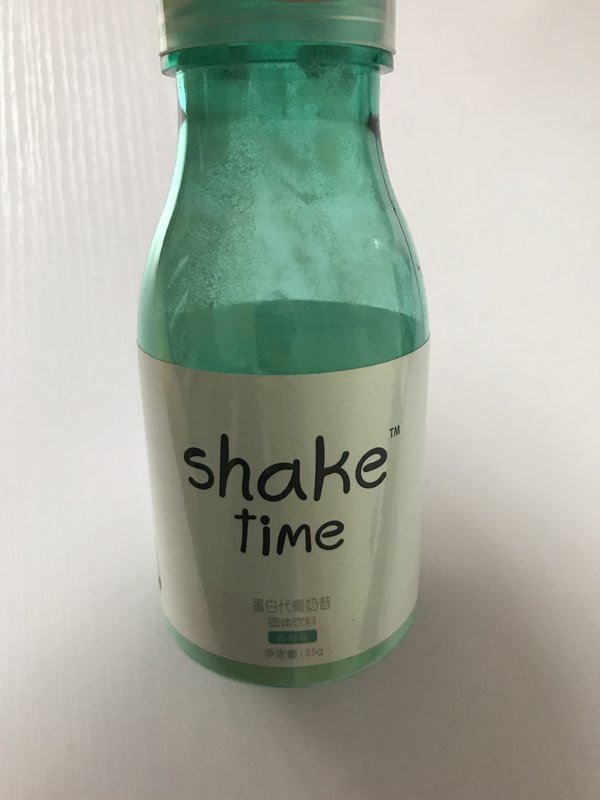 shake™
time
蛋白代餐奶昔
固体饮料
净含量:25g